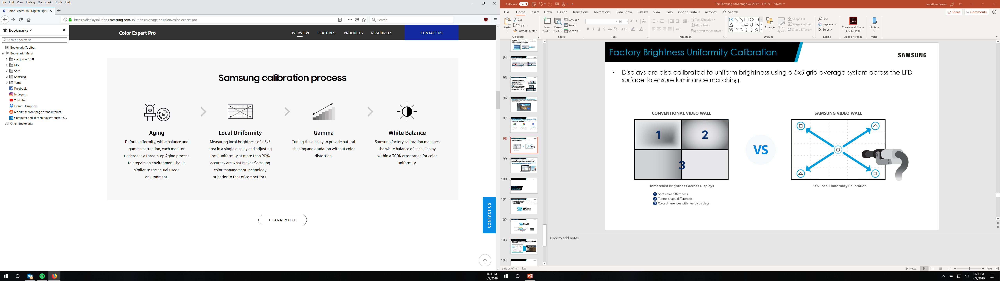 File Edit View History Bookmarks Tools Help
Color Expert Pro | Digital Signa
https://displaysolutions.samsung.com/solutions/signage-solution/color-expert-pro
Search
Bookmarks
Search bookmarks
Bookmarks Toolbar
Bookmarks Menu
Computer Stuff
Misc
Stuff
Samsung
Temp
Facebook
Instagram
YouTube
Home - Dropbox
reddit: the front page of the internet
Computer and Technology Products - S...
Other Bookmarks
Color Expert Pro
OVERVIEW FEATURES PRODUCTS RESOURCES CONTACT US
Samsung calibration process
hr
Aging
Before uniformity, white balance and
gamma correction, each monitor
undergoes a three-step Aging process
to prepare an environment that is
similar to the actual usage
environment.
Local Uniformity
Measuring local brightness of a 5x5
area in a single display and adjusting
local uniformity at more than 90%
accuracy are what makes Samsung
color management technology
superior to that of competitors.
Gamma
Tuning the display to provide natural
shading and gradation without color
distortion.
White Balance
Samsung factory calibration manages
the white balance of each display
within a 300K error range for color
uniformity.
LEARN MORE
CONTACT US
1:23 PM
4/9/2019
AutoSave On
The Samsung Advantage Q2 2019 - 4-9-19 - Saved
Jonathan Brawn
File Home Insert Draw Design Transitions Animations Slide Show Review View Help iSpring Suite 9 Acrobat Search
Share Comments
Paste
Cut
Copy
Format Painter
Clipboard
New Slide
Reuse Slides
Layout
Reset
Section
Slides
16
Font
Text Direction
Align Text
Convert to SmartArt
Paragraph
Arrange
Quick Styles
Shape Fill
Shape Outline
Shape Effects
Drawing
Find
Replace
Select
Editing
Create and Share Adobe PDF
Adobe Acrobat
Dictate
Voice
94
95
96
97
98
99
100
101
SMART
102
SMART
103
104
Factory Brightness Uniformity Calibration
SAMSUNG
• Displays are also calibrated to uniform brightness using a 5x5 grid average system across the LFD
surface to ensure luminance matching.
CONVENTIONAL VIDEO WALL
1
2
3
Unmatched Brightness Across Displays
1 Spot color differences
2 Tunnel shape differences
3 Color differences with nearby displays
VS
SAMSUNG VIDEO WALL
5X5 Local Uniformity Calibration
Click to add notes
Slide 98 of 111
Notes
107%
1:23 PM
4/9/2019